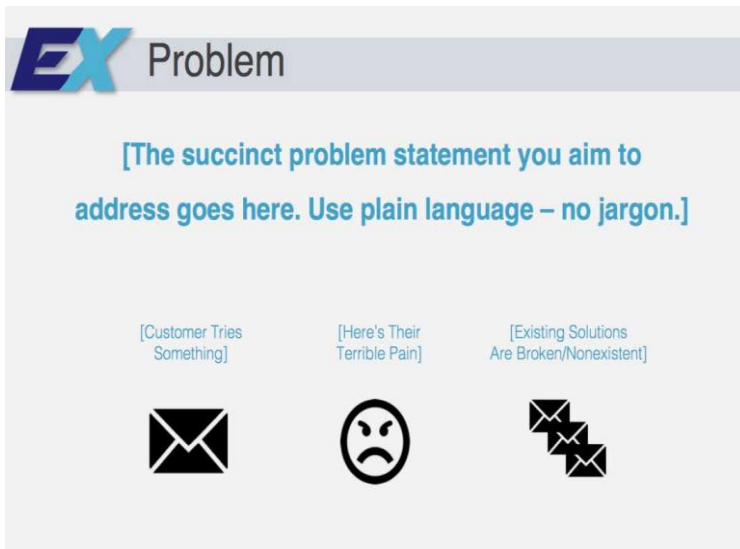 EX Problem
[The succinct problem statement you aim to
address goes here. Use plain language – no jargon.]
[Customer Tries
Something]
[Here's Their
Terrible Pain]
[Existing Solutions
Are Broken/Nonexistent]